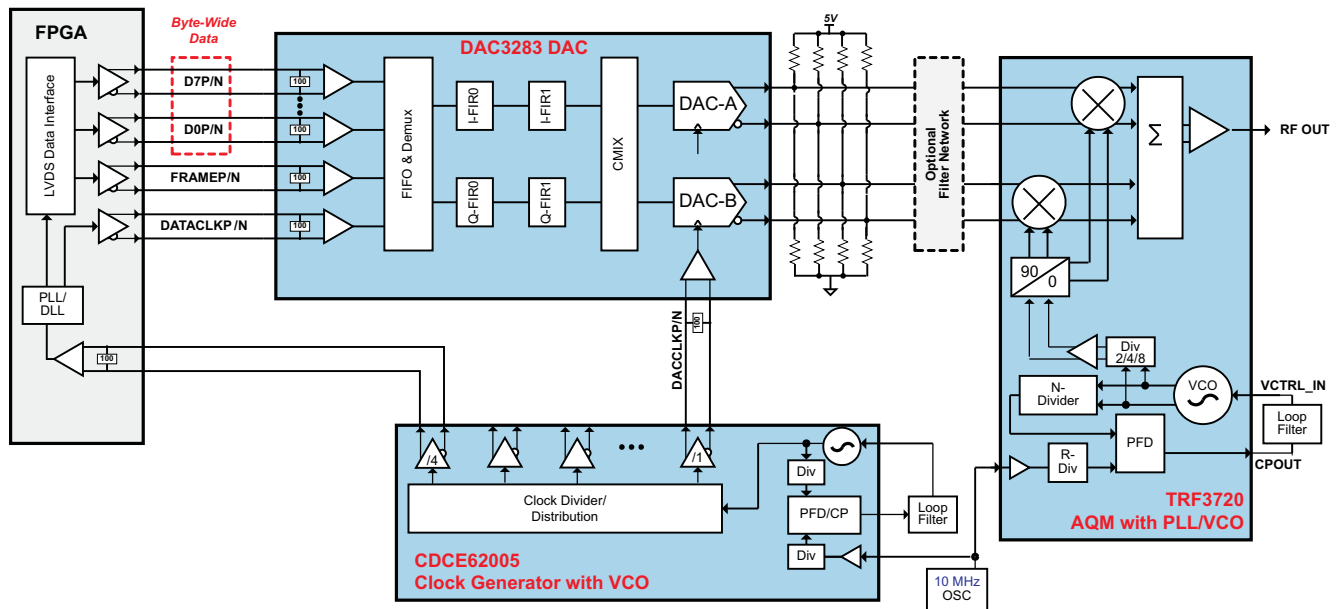 FPGA
LVDS Data Interface
PLL/
DLL
100
Byte-Wide
Data
D7P/N
D0P/N
FRAMEP/N
DATACLKP/N
DAC3283 DAC
100
100
100
100
FIFO & Demux
I-FIR0
I-FIR1
Q-FIR0
Q-FIR1
CMIX
DAC-A
DAC-B
DACCLKP/N
100
5V
Optional
Filter Network
Σ
RF OUT
90
0
Div
2/4/8
N-
Divider
VCO
VCTRL_IN
Loop
Filter
PFD
R-
Div
CPOUT
TRF3720
AQM with PLL/VCO
/4
/1
Clock Divider/
Distribution
Div
PFD/CP
Div
Loop
Filter
CDCE62005
Clock Generator with VCO
10 MHz
OSC